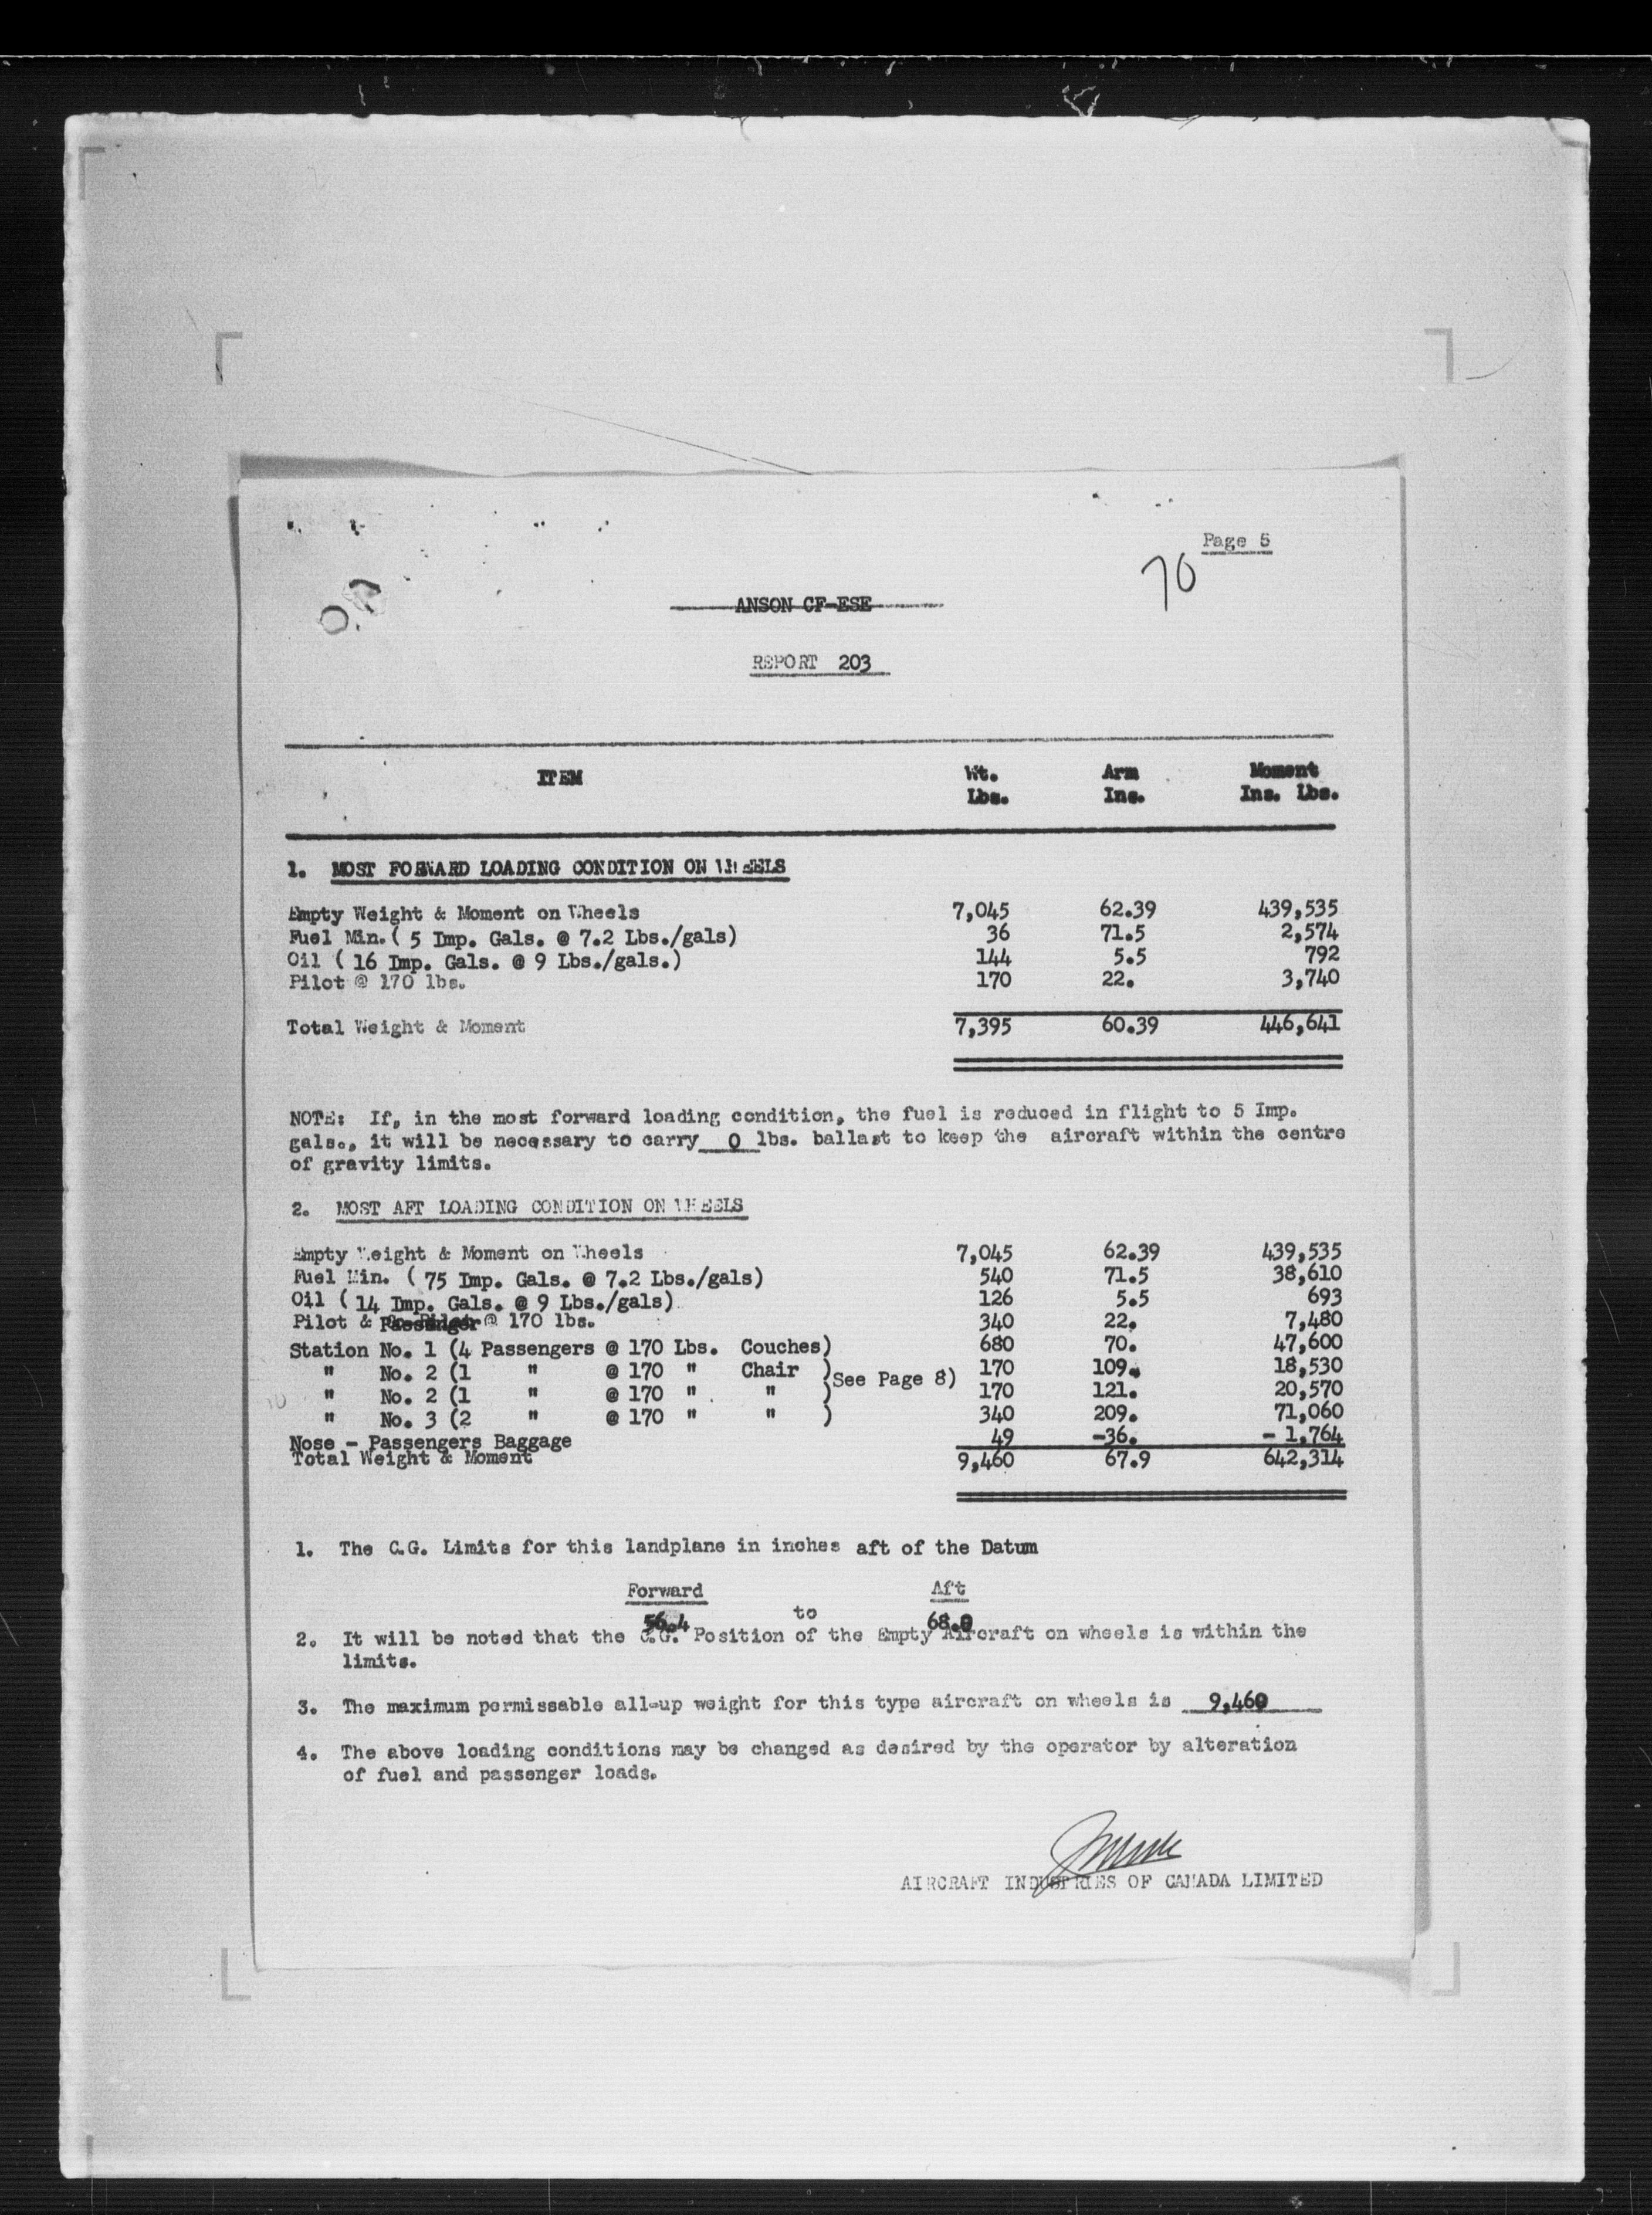 Page 5
70
ANSON CF-ESE
REPORT 203
ITEM Wt. Arm Moment
Lbs. Ins. Ins. Lbs.
1. MOST FORWARD LOADING CONDITION ON WHEELS
Empty Weight & Moment on Wheels 7,045 62.39 439,535
Fuel Min. ( 5 Imp. Gals. @ 7.2 Lbs./gals) 36 71.5 2,574
Oil ( 16 Imp. Gals. @ 9 Lbs./gals.) 144 5.5 792
Pilot @ 170 lbs. 170 22. 3,740
Total Weight & Moment 7,395 60.39 446,641
NOTE: If, in the most forward loading condition, the fuel is reduced in flight to 5 Imp.
gals., it will be necessary to carry 0 lbs. ballast to keep the aircraft within the centre
of gravity limits.
2. MOST AFT LOADING CONDITION ON WHEELS
Empty Weight & Moment on Wheels 7,045 62.39 439,535
Fuel Min. ( 75 Imp. Gals. @ 7.2 Lbs./gals) 540 71.5 38,610
Oil ( 14 Imp. Gals. @ 9 Lbs./gals) 126 5.5 693
Pilot & Passenger @ 170 lbs. 340 22. 7,480
Station No. 1 (4 Passengers @ 170 Lbs. Couches) 680 70. 47,600
" No. 2 (1 " @ 170 " Chair ) See Page 8) 170 109. 18,530
" No. 2 (1 " @ 170 " " ) 170 121. 20,570
" No. 3 (2 " @ 170 " " ) 340 209. 71,060
Nose - Passengers Baggage 49 -36. - 1,764
Total Weight & Moment 9,460 67.9 642,314
1. The C.G. Limits for this landplane in inches aft of the Datum
Forward Aft
56.4 to 68.0
2. It will be noted that the C.G. Position of the Empty Aircraft on wheels is within the
limits.
3. The maximum permissable all-up weight for this type aircraft on wheels is 9,460
4. The above loading conditions may be changed as desired by the operator by alteration
of fuel and passenger loads.
AIRCRAFT INDUSTRIES OF CANADA LIMITED